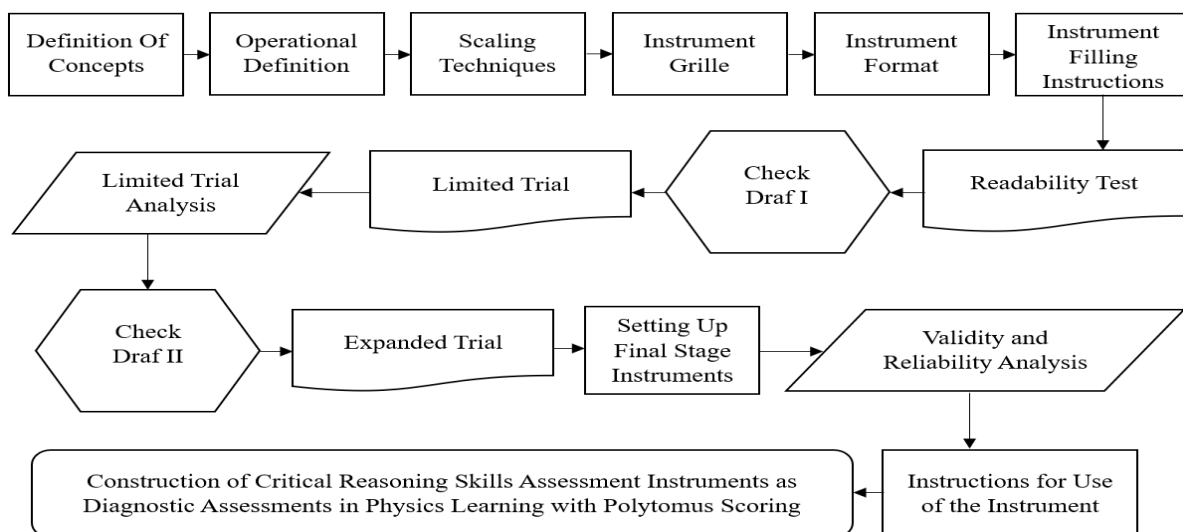 Definition Of
Concepts
Operational
Definition
Scaling
Techniques
Instrument
Grille
Instrument
Format
Instrument
Filling
Instructions
Readability Test
Check
Draf I
Limited Trial
Limited Trial
Analysis
Check
Draf II
Expanded Trial
Setting Up
Final Stage
Instruments
Validity and
Reliability Analysis
Instructions for Use
of the Instrument
Construction of Critical Reasoning Skills Assessment Instruments as
Diagnostic Assessments in Physics Learning with Polytomus Scoring